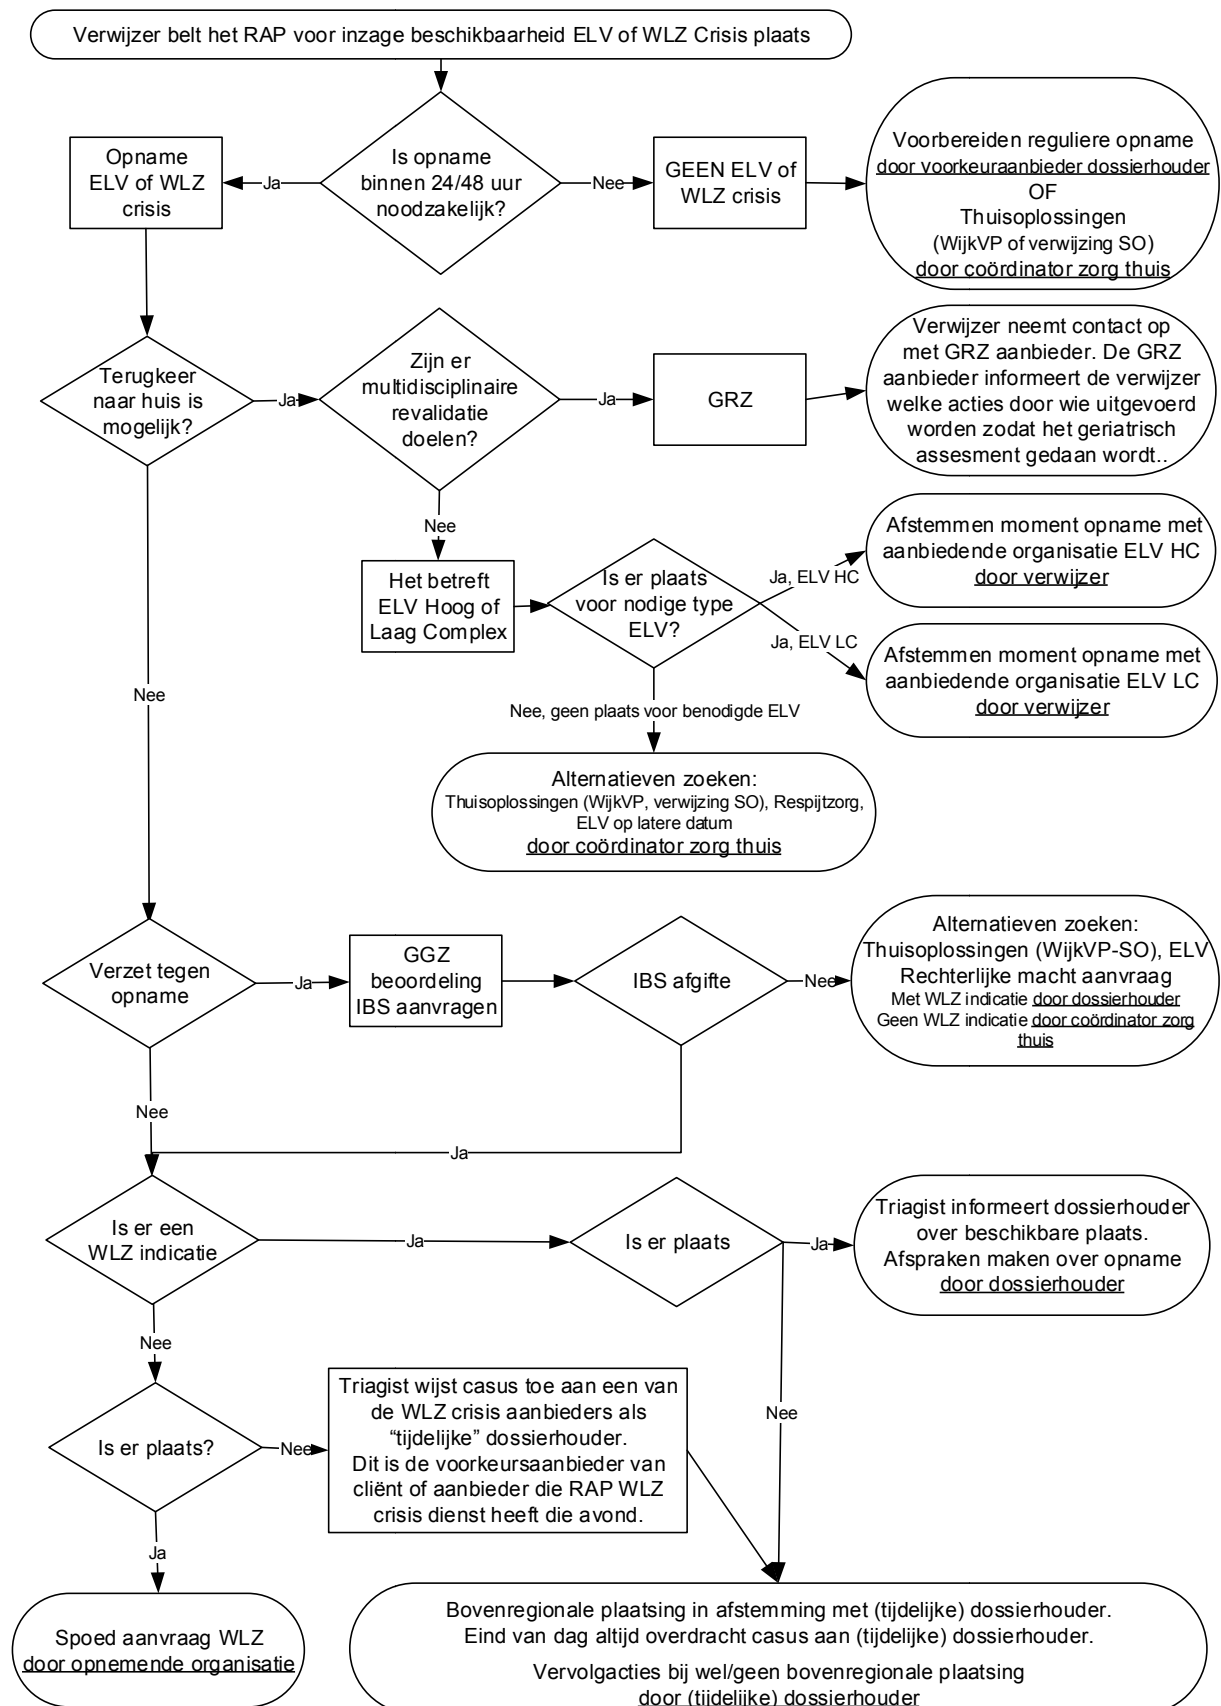 Verwijzer belt het RAP voor inzage beschikbaarheid ELV of WLZ Crisis plaats
Is opname
binnen 24/48 uur
noodzakelijk?
Ja
Opname
ELV of WLZ
crisis
Nee
GEEN ELV of
WLZ crisis
Voorbereiden reguliere opname
door voorkeuraanbieder dossierhouder
OF
Thuisoplossingen
(WijkVP of verwijzing SO)
door coördinator zorg thuis
Terugkeer
naar huis is
mogelijk?
Ja
Zijn er
multidisciplinaire
revalidatie
doelen?
Ja
GRZ
Verwijzer neemt contact op
met GRZ aanbieder. De GRZ
aanbieder informeert de verwijzer
welke acties door wie uitgevoerd
worden zodat het geriatrisch
assesment gedaan wordt..
Nee
Het betreft
ELV Hoog of
Laag Complex
Is er plaats
voor nodige type
ELV?
Ja, ELV HC
Afstemmen moment opname met
aanbiedende organisatie ELV HC
door verwijzer
Ja, ELV LC
Afstemmen moment opname met
aanbiedende organisatie ELV LC
door verwijzer
Nee, geen plaats voor benodigde ELV
Alternatieven zoeken:
Thuisoplossingen (WijkVP, verwijzing SO), Respijtzorg,
ELV op latere datum
door coördinator zorg thuis
Nee
Verzet tegen
opname
Ja
GGZ
beoordeling
IBS aanvragen
IBS afgifte
Nee
Alternatieven zoeken:
Thuisoplossingen (WijkVP-SO), ELV
Rechterlijke macht aanvraag
Met WLZ indicatie door dossierhouder
Geen WLZ indicatie door coördinator zorg
thuis
Nee
Ja
Is er een
WLZ indicatie
Ja
Is er plaats
Ja
Triagist informeert dossierhouder
over beschikbare plaats.
Afspraken maken over opname
door dossierhouder
Nee
Is er plaats?
Nee
Triagist wijst casus toe aan een van
de WLZ crisis aanbieders als
“tijdelijke” dossierhouder.
Dit is de voorkeursaanbieder van
cliënt of aanbieder die RAP WLZ
crisis dienst heeft die avond.
Nee
Ja
Spoed aanvraag WLZ
door opnemende organisatie
Bovenregionale plaatsing in afstemming met (tijdelijke) dossierhouder.
Eind van dag altijd overdracht casus aan (tijdelijke) dossierhouder.
Vervolgacties bij wel/geen bovenregionale plaatsing
door (tijdelijke) dossierhouder